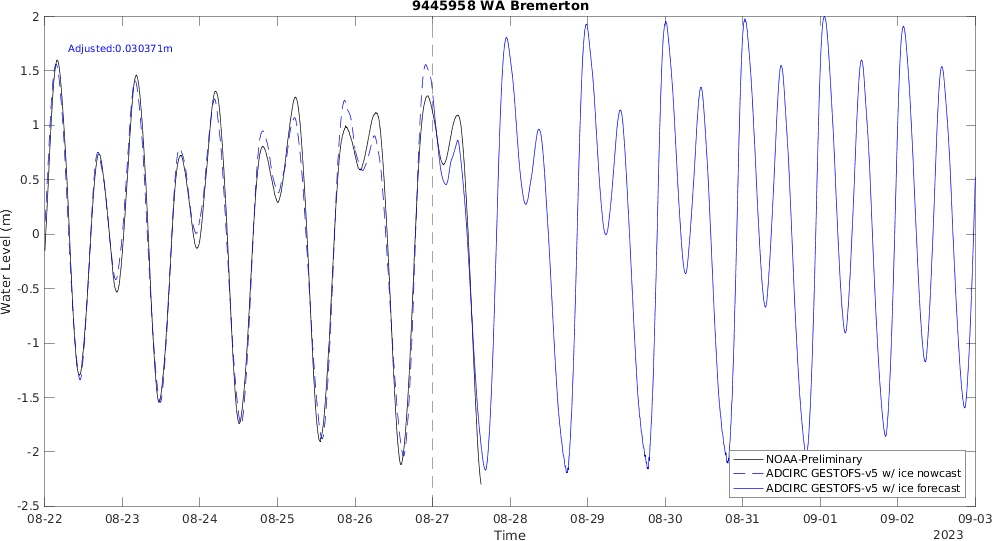 9445958 WA Bremerton
Adjusted:0.030371m
Water Level (m)
2
1.5
1
0.5
0
-0.5
-1
-1.5
-2
-2.5
NOAA-Preliminary
ADCIRC GESTOFS-v5 w/ ice nowcast
ADCIRC GESTOFS-v5 w/ ice forecast
08-22 08-23 08-24 08-25 08-26 08-27 08-28 08-29 08-30 08-31 09-01 09-02 09-03
Time
2023